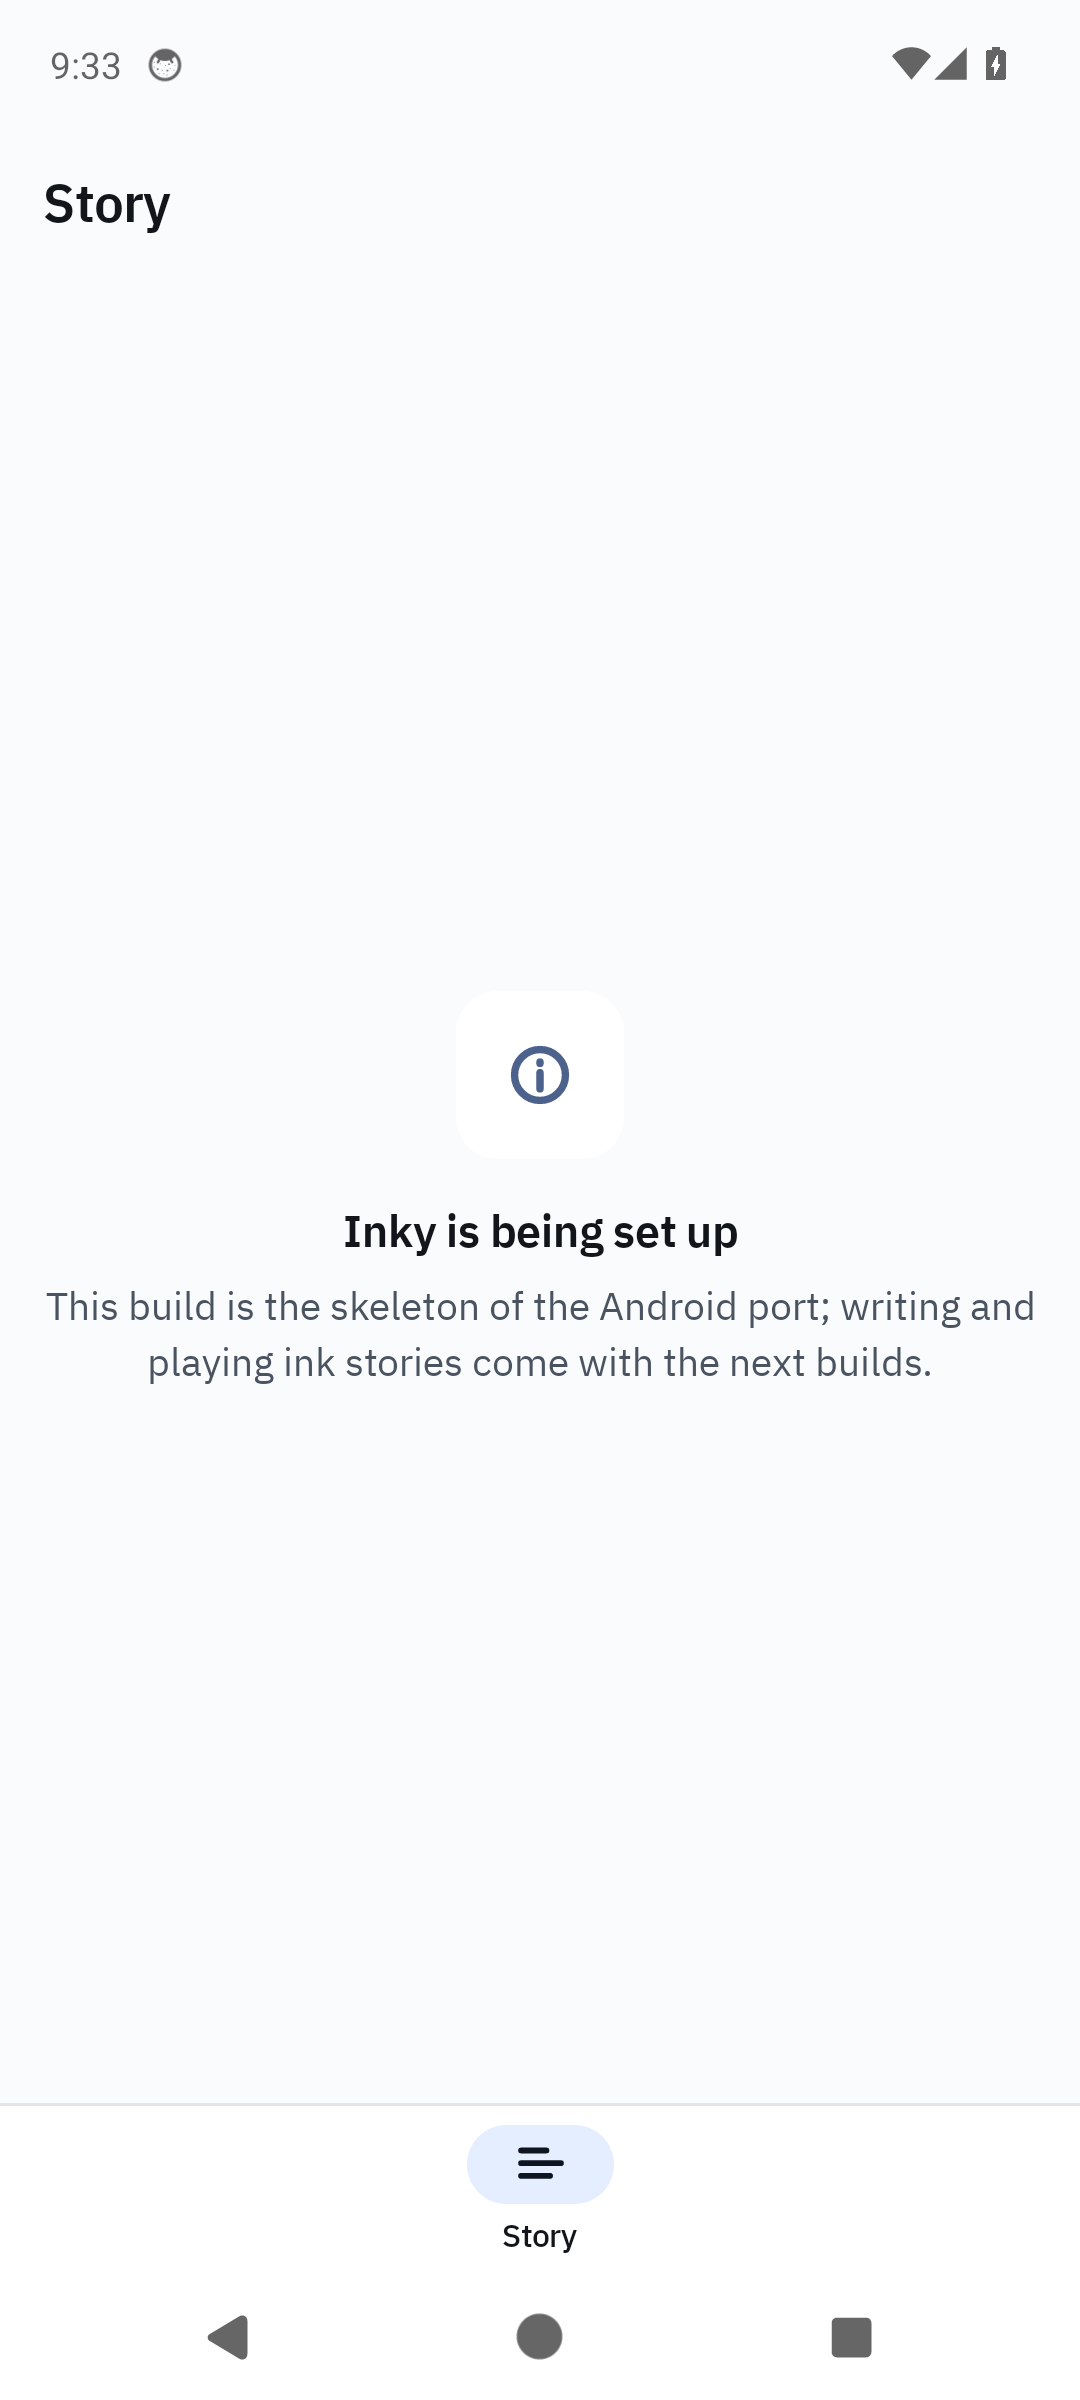 9:33
Story
Inky is being set up
This build is the skeleton of the Android port; writing and
playing ink stories come with the next builds.
Story